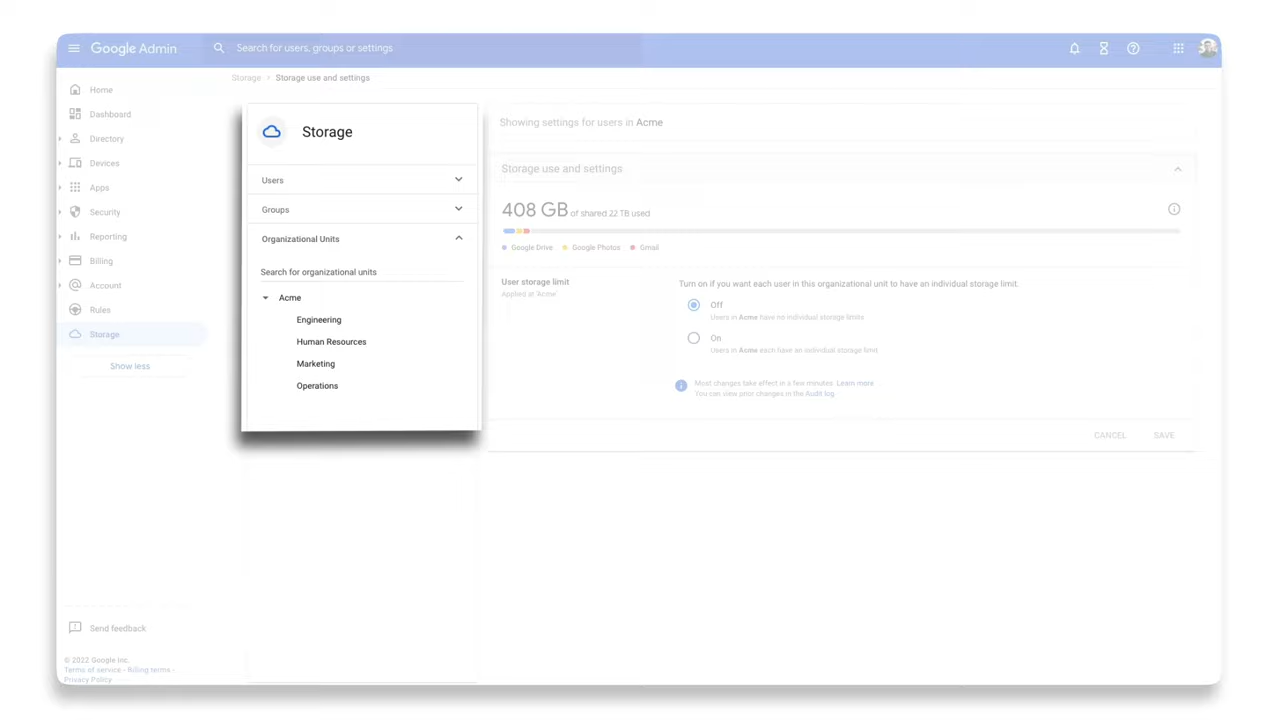 Google Admin
Search for users, groups or settings
Storage > Storage use and settings
Home
Dashboard
Directory
Devices
Apps
Security
Reporting
Billing
Account
Rules
Storage
Show less
Send feedback
© 2022 Google Inc.
Terms of service - Billing terms -
Privacy Policy
Storage
Users
Groups
Organizational Units
Search for organizational units
Acme
Engineering
Human Resources
Marketing
Operations
Showing settings for users in Acme
Storage use and settings
408 GB of shared 22 TB used
Google Drive Google Photos Gmail
User storage limit
Applied at 'Acme'
Turn on if you want each user in this organizational unit to have an individual storage limit.
Off
Users in Acme have no individual storage limits
On
Users in Acme each have an individual storage limit
Most changes take effect in a few minutes. Learn more
You can view prior changes in the Audit log
CANCEL SAVE